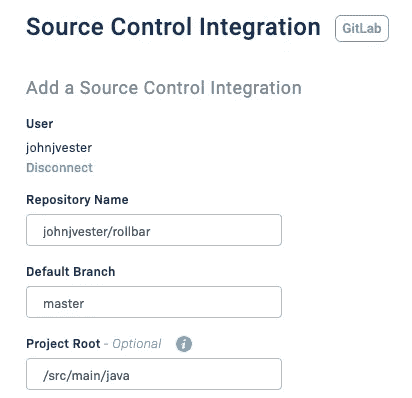 Source Control Integration GitLab
Add a Source Control Integration
User
johnjvester
Disconnect
Repository Name
johnjvester/rollbar
Default Branch
master
Project Root - Optional i
/src/main/java